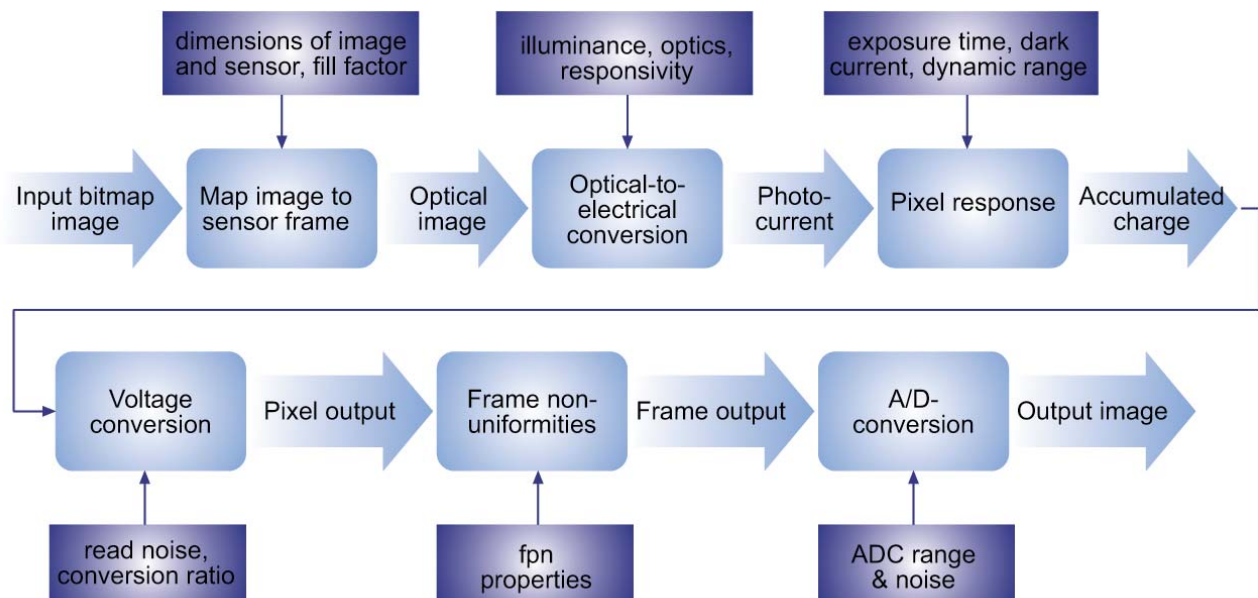 dimensions of image
and sensor, fill factor
illuminance, optics,
responsivity
exposure time, dark
current, dynamic range
Input bitmap
image
Map image to
sensor frame
Optical
image
Optical-to-
electrical
conversion
Photo-
current
Pixel response
Accumulated
charge
Voltage
conversion
Pixel output
Frame non-
uniformities
Frame output
A/D-
conversion
Output image
read noise,
conversion ratio
fpn
properties
ADC range
& noise